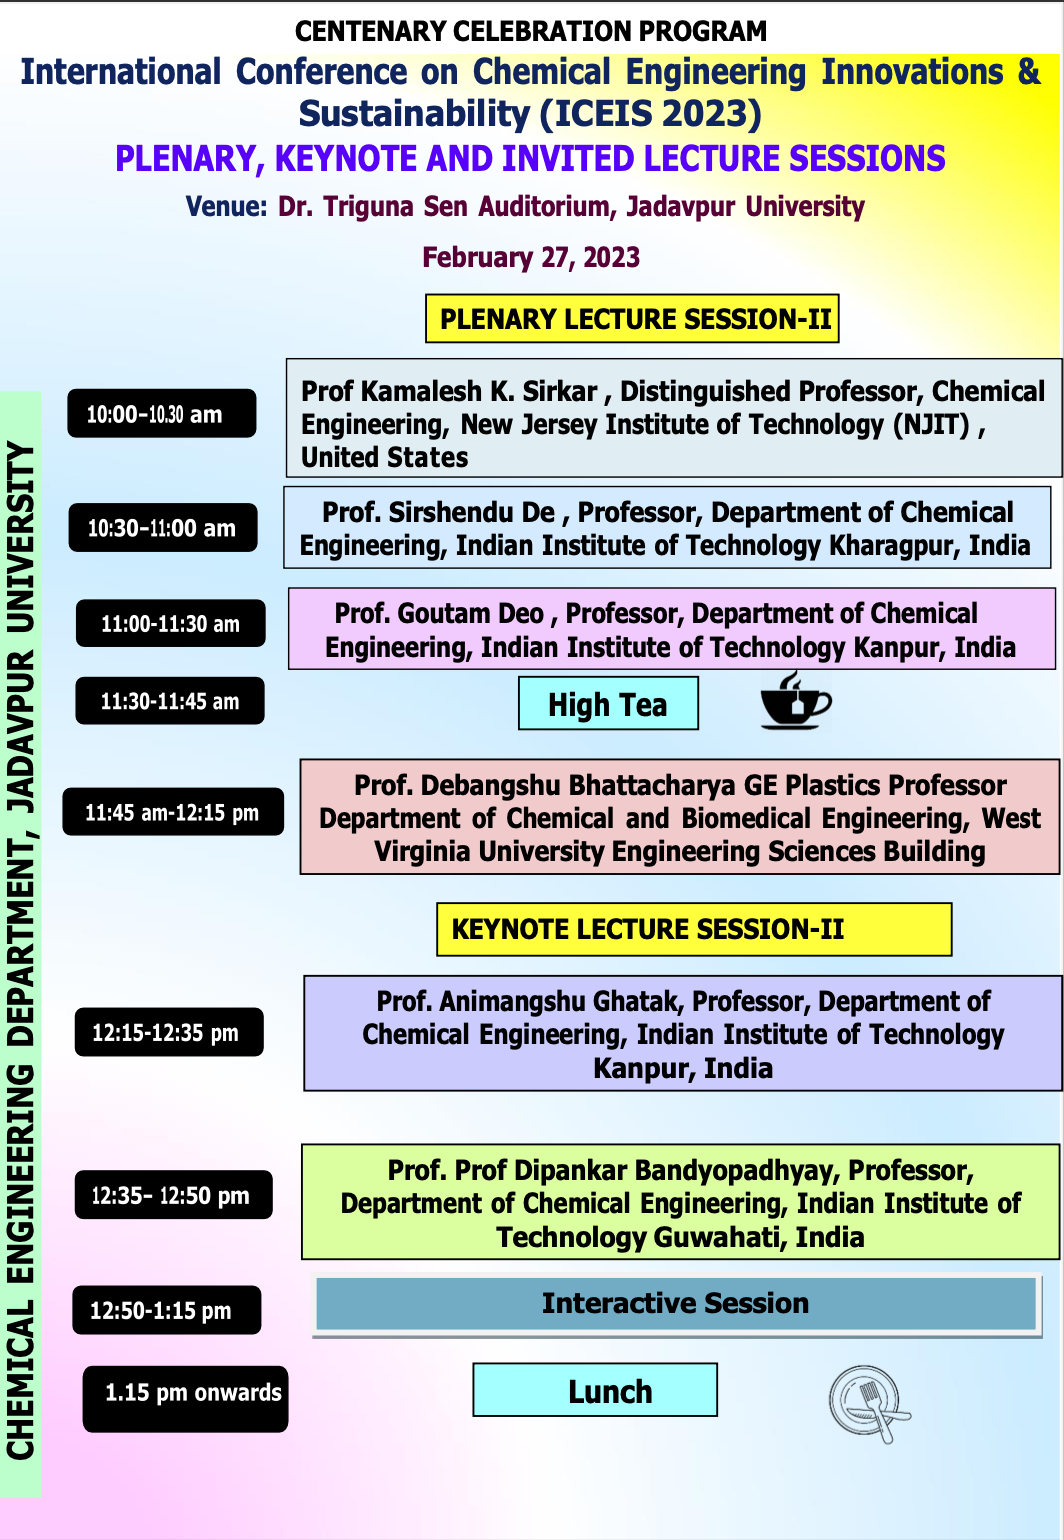 CENTENARY CELEBRATION PROGRAM
International Conference on Chemical Engineering Innovations &
Sustainability (ICEIS 2023)
PLENARY, KEYNOTE AND INVITED LECTURE SESSIONS
Venue: Dr. Triguna Sen Auditorium, Jadavpur University
February 27, 2023
PLENARY LECTURE SESSION-II
10:00–10.30 am
Prof Kamalesh K. Sirkar , Distinguished Professor, Chemical
Engineering, New Jersey Institute of Technology (NJIT) ,
United States
10:30–11:00 am
Prof. Sirshendu De , Professor, Department of Chemical
Engineering, Indian Institute of Technology Kharagpur, India
11:00-11:30 am
Prof. Goutam Deo , Professor, Department of Chemical
Engineering, Indian Institute of Technology Kanpur, India
11:30-11:45 am
High Tea
11:45 am-12:15 pm
Prof. Debangshu Bhattacharya GE Plastics Professor
Department of Chemical and Biomedical Engineering, West
Virginia University Engineering Sciences Building
KEYNOTE LECTURE SESSION-II
12:15-12:35 pm
Prof. Animangshu Ghatak, Professor, Department of
Chemical Engineering, Indian Institute of Technology
Kanpur, India
12:35– 12:50 pm
Prof. Prof Dipankar Bandyopadhyay, Professor,
Department of Chemical Engineering, Indian Institute of
Technology Guwahati, India
12:50-1:15 pm
Interactive Session
1.15 pm onwards
Lunch
CHEMICAL ENGINEERING DEPARTMENT, JADAVPUR UNIVERSITY